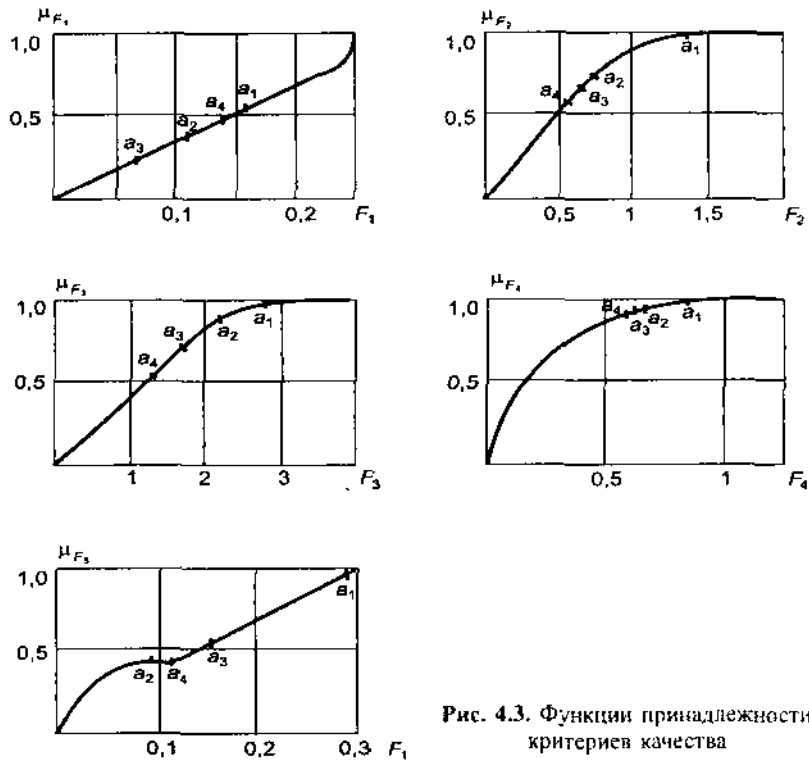 μF₁
1,0
0,5
a₃
a₂
a₄
a₁
0,1
0,2
F₁
μF₂
1,0
0,5
a₄
a₃
a₂
a₁
0,5
1
1,5
F₂
μF₃
1,0
0,5
a₄
a₃
a₂
a₁
1
2
3
F₃
μF₄
1,0
0,5
a₄
a₃
a₂
a₁
0,5
1
F₄
μF₅
1,0
0,5
a₂
a₄
a₃
a₁
0,1
0,2
0,3
F₁
Рис. 4.3. Функции принадлежности
критериев качества